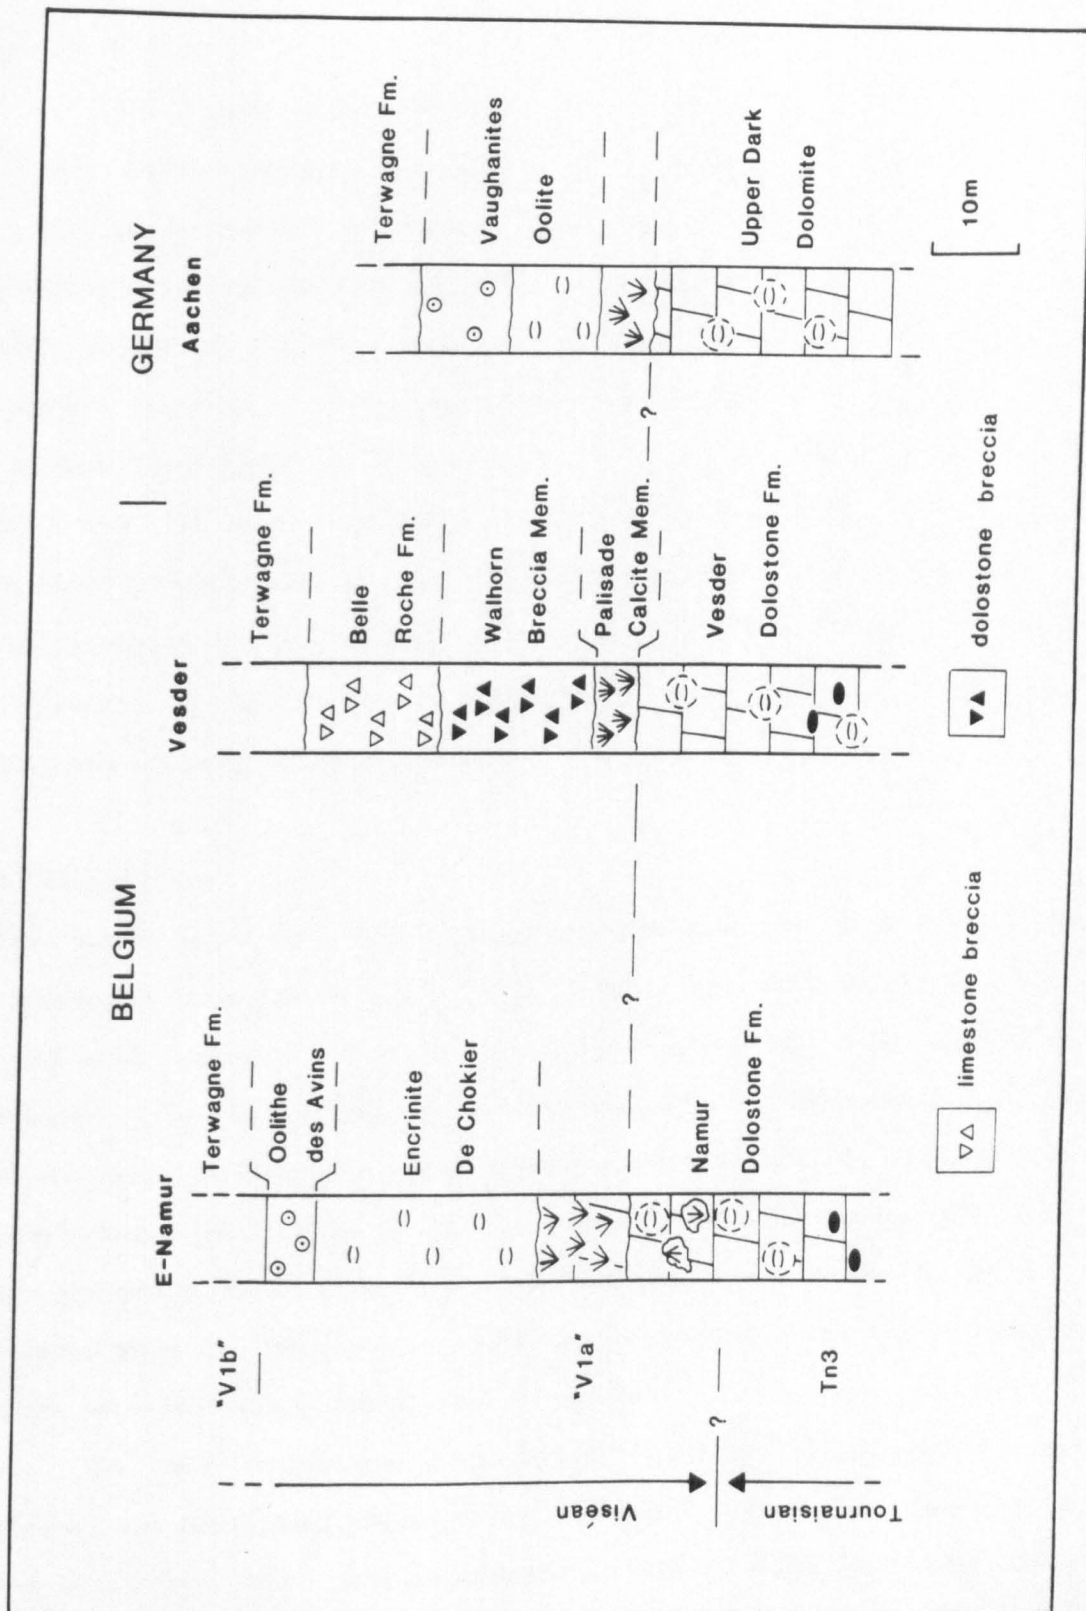 BELGIUM
GERMANY
E-Namur
Vesder
Aachen
"V1b"
"V1a"
Tn3
Viséan
?
Tournaisian
Terwagne Fm.
Oolithe
des Avins
Encrinite
De Chokier
Namur
Dolostone Fm.
?
Terwagne Fm.
Belle
Roche Fm.
Walhorn
Breccia Mem.
Palisade
Calcite Mem.
Vesder
Dolostone Fm.
?
Terwagne Fm.
Vaughanites
Oolite
Upper Dark
Dolomite
limestone breccia
dolostone breccia
10m